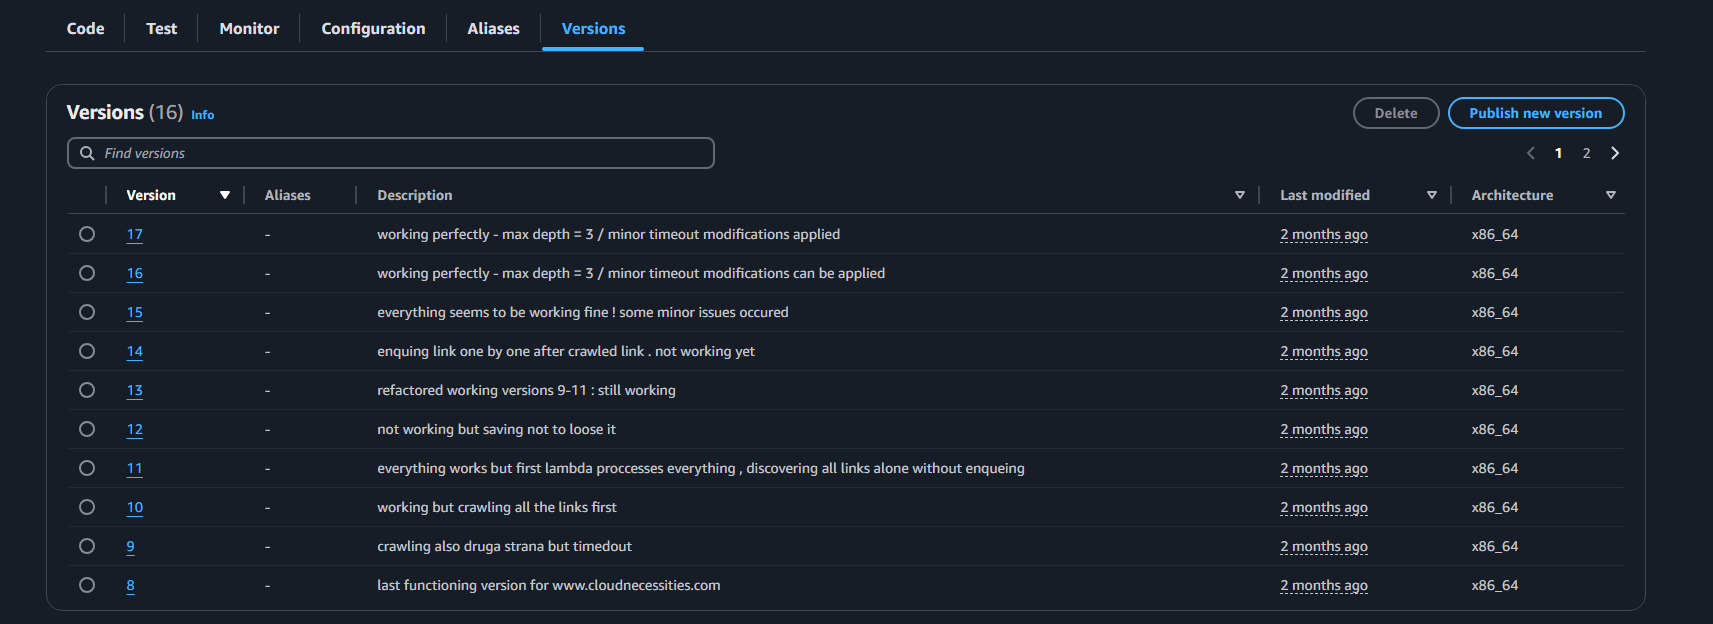 Code Test Monitor Configuration Aliases Versions
Versions (16) Info Delete Publish new version
Find versions 1 2
Version Aliases Description Last modified Architecture
17 - working perfectly - max depth = 3 / minor timeout modifications applied 2 months ago x86_64
16 - working perfectly - max depth = 3 / minor timeout modifications can be applied 2 months ago x86_64
15 - everything seems to be working fine ! some minor issues occured 2 months ago x86_64
14 - enquing link one by one after crawled link . not working yet 2 months ago x86_64
13 - refactored working versions 9-11 : still working 2 months ago x86_64
12 - not working but saving not to loose it 2 months ago x86_64
11 - everything works but first lambda proccesses everything , discovering all links alone without enqueing 2 months ago x86_64
10 - working but crawling all the links first 2 months ago x86_64
9 - crawling also druga strana but timedout 2 months ago x86_64
8 - last functioning version for www.cloudnecessities.com 2 months ago x86_64